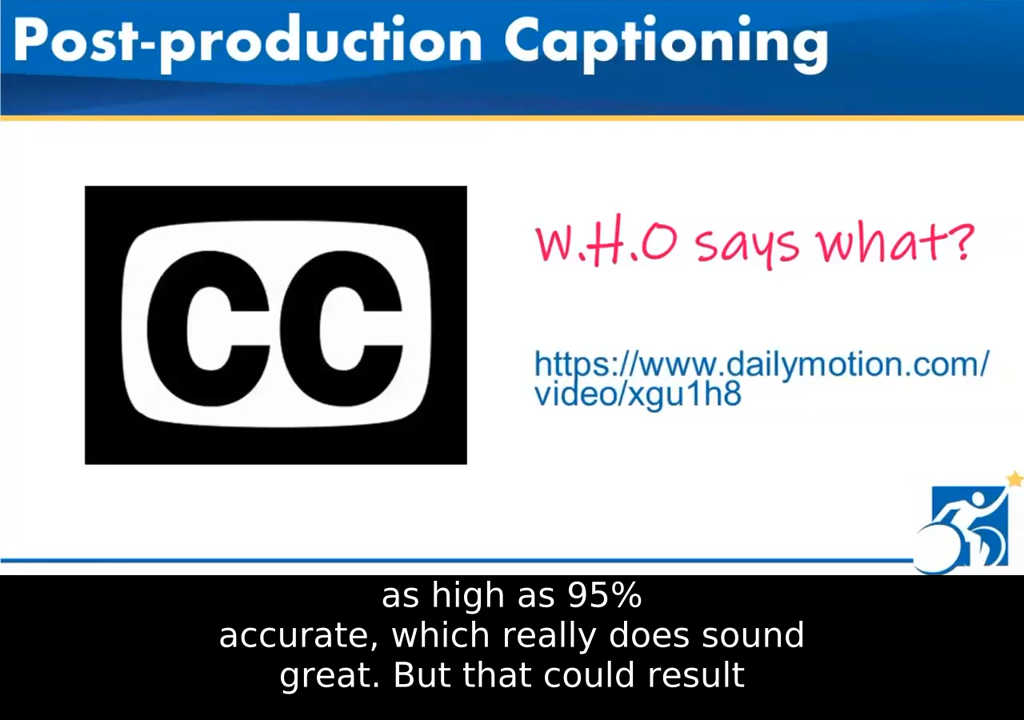 Post-production Captioning
CC
W.H.O says what?
https://www.dailymotion.com/
video/xgu1h8
as high as 95%
accurate, which really does sound
great. But that could result